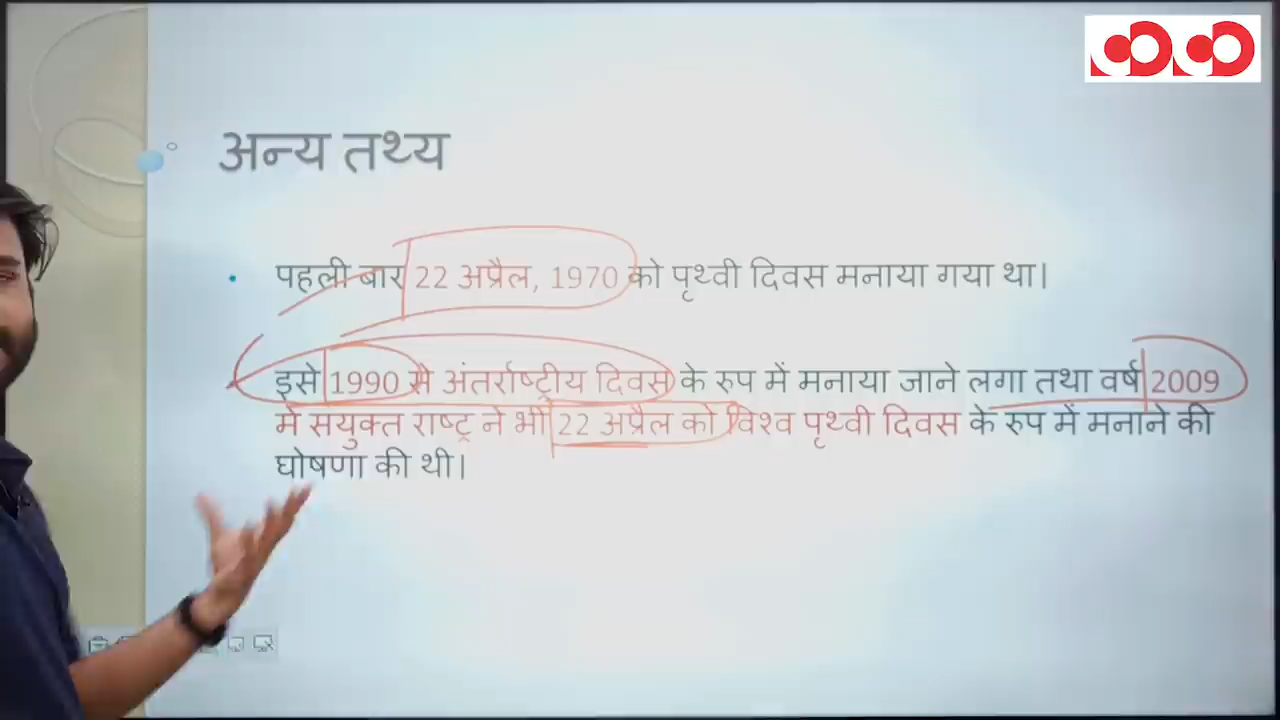 अन्य तथ्य
• पहली बार 22 अप्रैल, 1970 को पृथ्वी दिवस मनाया गया था।
इसे 1990 से अंतर्राष्ट्रीय दिवस के रुप में मनाया जाने लगा तथा वर्ष 2009
में सयुक्त राष्ट्र ने भी 22 अप्रैल को विश्व पृथ्वी दिवस के रुप में मनाने की
घोषणा की थी।